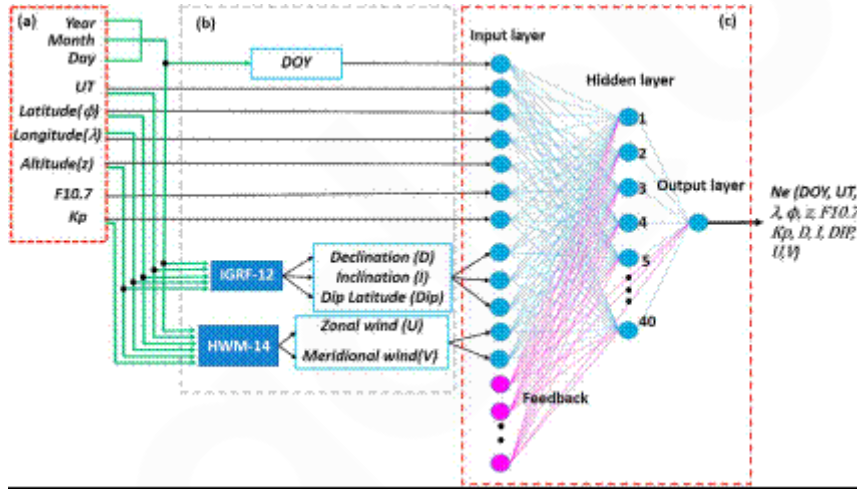 (a)
Year
Month
Day
UT
Latitude(ϕ)
Longitude(λ)
Altitude(z)
F10.7
Kp
(b)
DOY
IGRF-12
Declination (D)
Inclination (I)
Dip Latitude (Dip)
HWM-14
Zonal wind (U)
Meridional wind(V)
(c)
Input layer
Hidden layer
1
2
3
4
5
40
Feedback
Output layer
Ne (DOY, UT,
λ, ϕ, z, F10.7
Kp, D, I, DIP,
U,V)